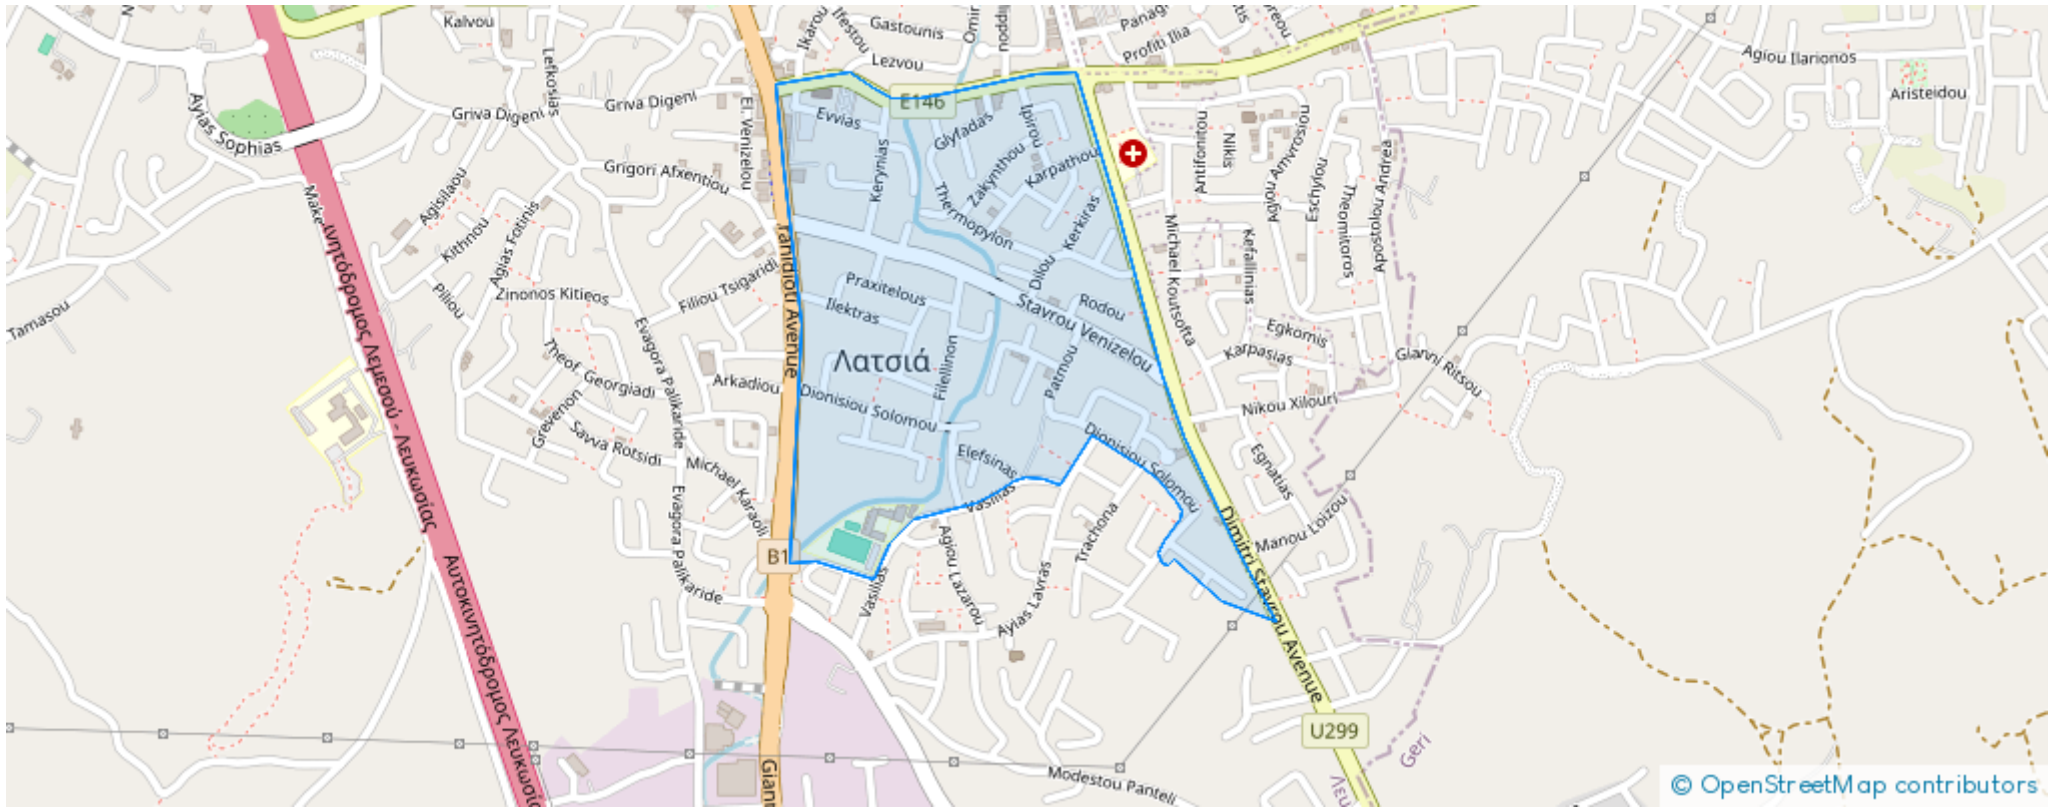 Kalvou
Ikarou
Ifestou
Gastounis
Lezvou
Profiti Ilia
Agiou Ilarionos
Aristeidou
Lefkosias
Griva Digeni
Griva Digeni
El. Venizelou
Ayias Sophias
E146
Evvias
Glyfadas
Ipirou
Zakynthou
Karpathou
Kerynias
Thermopylon
Kerkiras
Antifonitou
Nikis
Agiou Amvrosiou
Eschylou
Theomitoros
Apostolou Andrea
Grigori Afxentiou
Agisilaou
Kithnou
Agias Fotinis
Piliou
Zinonos Kitieos
Filiou Tsigaridi
Tamasou
Michael Koutsofta
Kefallinias
Dilou
Rodou
Praxitelous
Ilektras
Stavrou Venizelou
Egkomis
Karpasias
Gianni Ritsou
Λατσιά
Filellinon
Patmou
Theof. Georgiadi
Evagora Palikaride
Arkadiou
Dionisiou Solomou
Nikou Xilouri
Grevenon
Savva Rotsidi
Michael Karaoli
Elefsinas
Dionisiou Solomou
Egnatias
Vasilias
Evagora Palikaride
Trachona
Manou Loizou
B1
Vasilias
Agiou Lazarou
Ayias Lavras
Dimitri Stavrou Avenue
Αυτοκινητόδρομος
U299
Geri
Modestou Panteli
© OpenStreetMap contributors